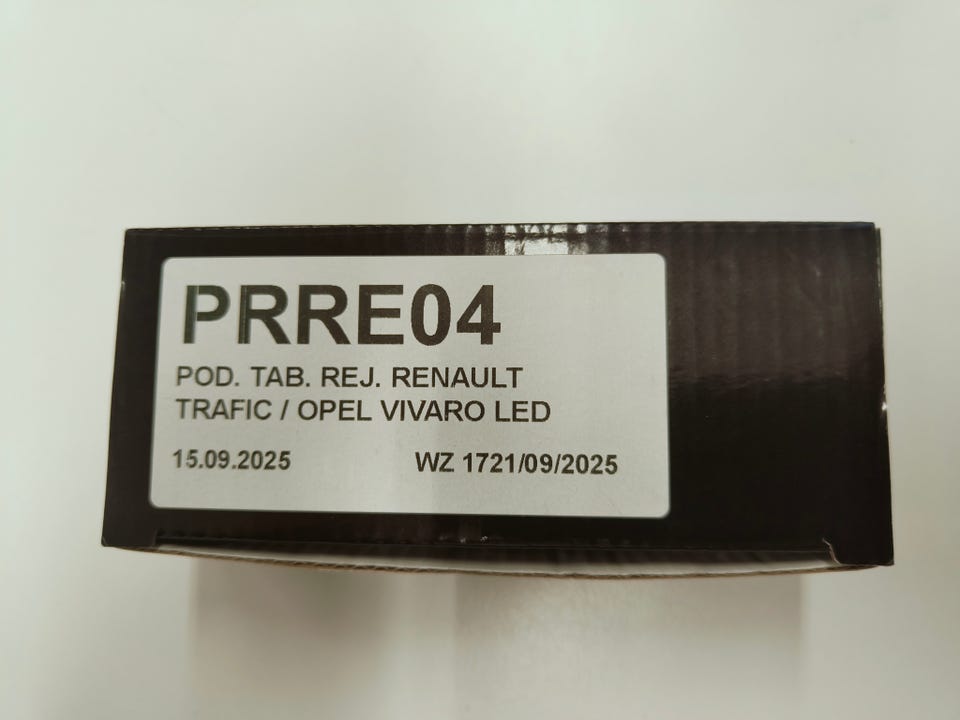 PRRE04
POD. TAB. REJ. RENAULT
TRAFIC / OPEL VIVARO LED
15.09.2025 WZ 1721/09/2025